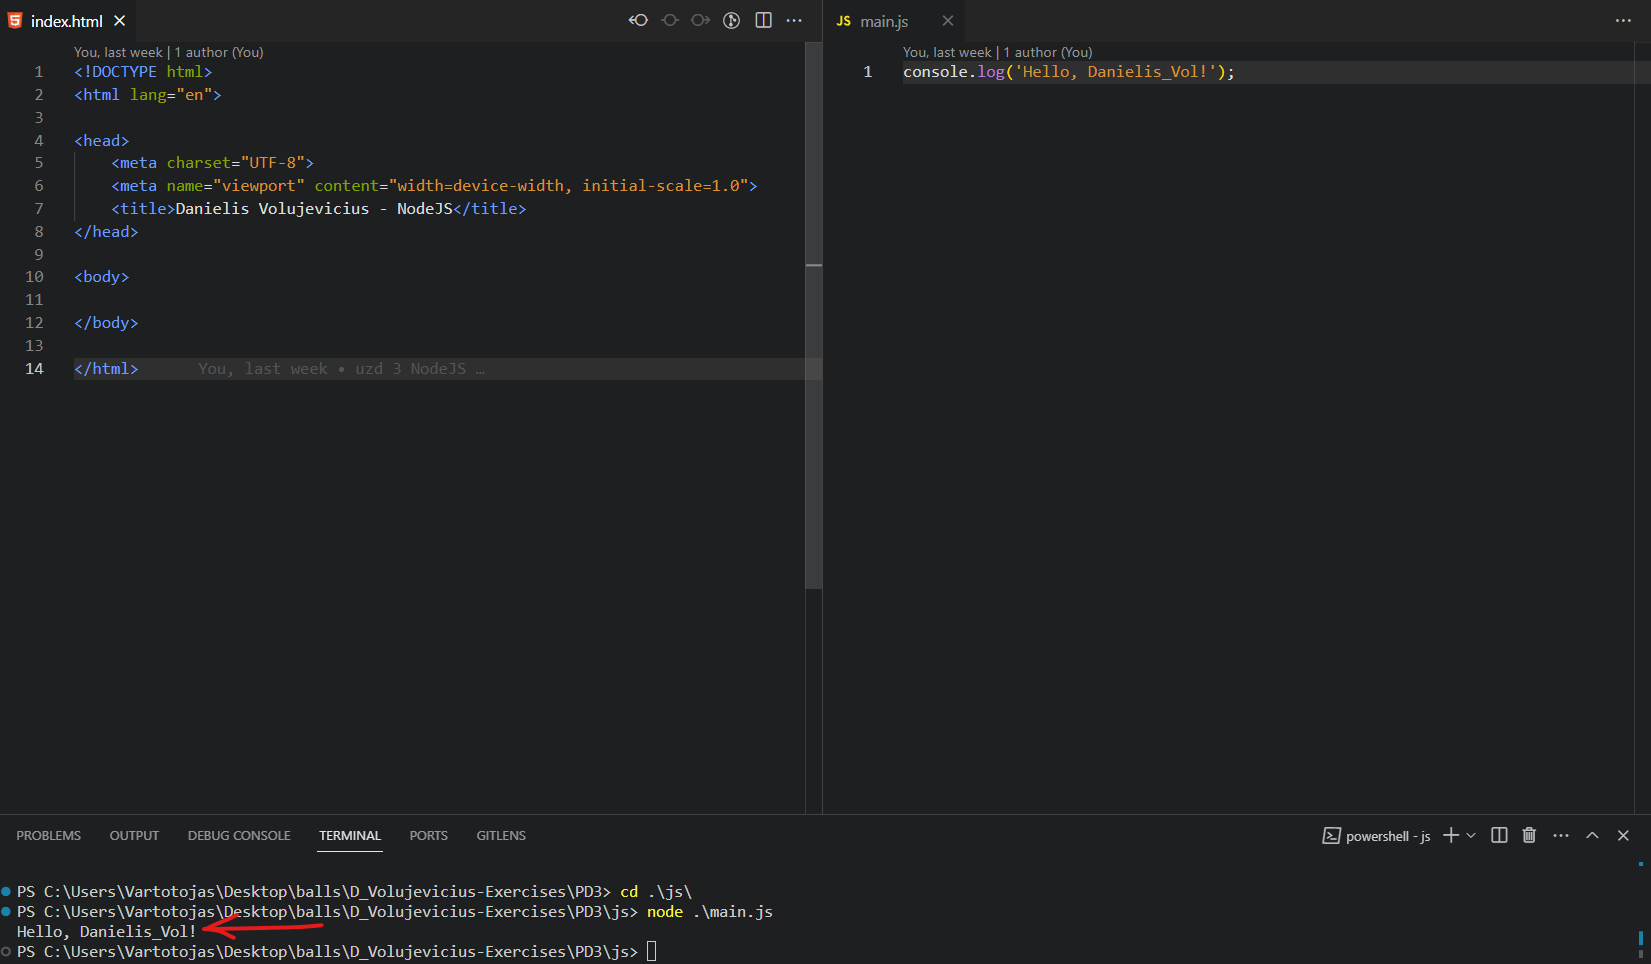 index.html
You, last week | 1 author (You)
1 <!DOCTYPE html>
2 <html lang="en">
3
4 <head>
5     <meta charset="UTF-8">
6     <meta name="viewport" content="width=device-width, initial-scale=1.0">
7     <title>Danielis Volujevicius - NodeJS</title>
8 </head>
9
10 <body>
11
12 </body>
13
14 </html> You, last week • uzd 3 NodeJS …
JS main.js
You, last week | 1 author (You)
1 console.log('Hello, Danielis_Vol!');
PROBLEMS OUTPUT DEBUG CONSOLE TERMINAL PORTS GITLENS powershell - js
PS C:\Users\Vartotojas\Desktop\balls\D_Volujevicius-Exercises\PD3> cd .\js\
PS C:\Users\Vartotojas\Desktop\balls\D_Volujevicius-Exercises\PD3\js> node .\main.js
Hello, Danielis_Vol!
PS C:\Users\Vartotojas\Desktop\balls\D_Volujevicius-Exercises\PD3\js>